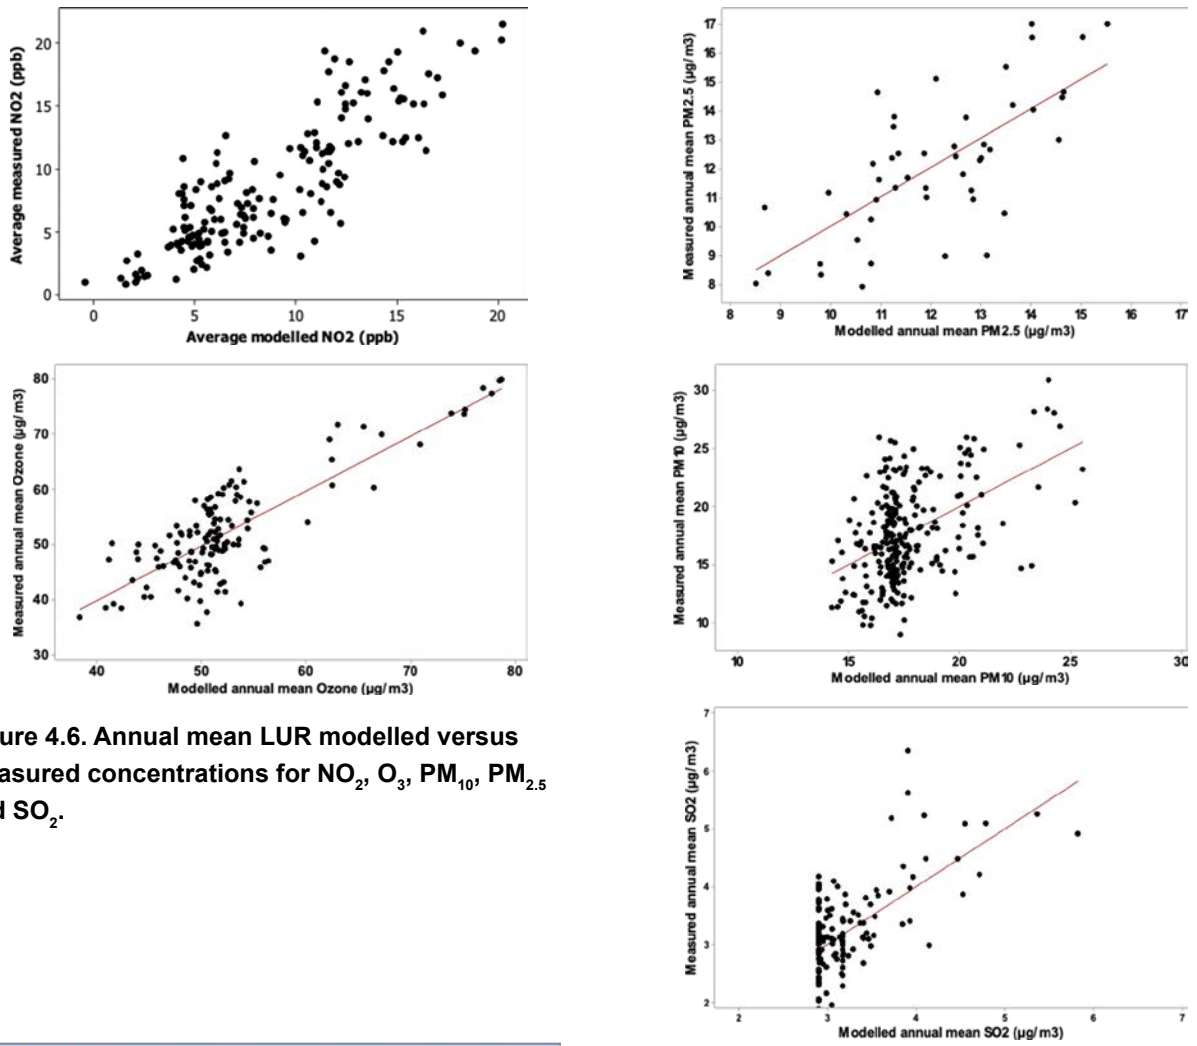 Average measured NO2 (ppb)
20
15
10
5
0
0 5 10 15 20
Average modelled NO2 (ppb)
Measured annual mean PM2.5 (µg/m3)
17
16
15
14
13
12
11
10
9
8
8 9 10 11 12 13 14 15 16 17
Modelled annual mean PM2.5 (µg/m3)
Measured annual mean Ozone (µg/m3)
80
70
60
50
40
30
40 50 60 70 80
Modelled annual mean Ozone (µg/m3)
Measured annual mean PM10 (µg/m3)
30
25
20
15
10
10 15 20 25 30
Modelled annual mean PM10 (µg/m3)
ure 4.6. Annual mean LUR modelled versus
asured concentrations for NO₂, O₃, PM₁₀, PM₂.₅
d SO₂.
Measured annual mean SO2 (µg/m3)
7
6
5
4
3
2
2 3 4 5 6 7
Modelled annual mean SO2 (µg/m3)